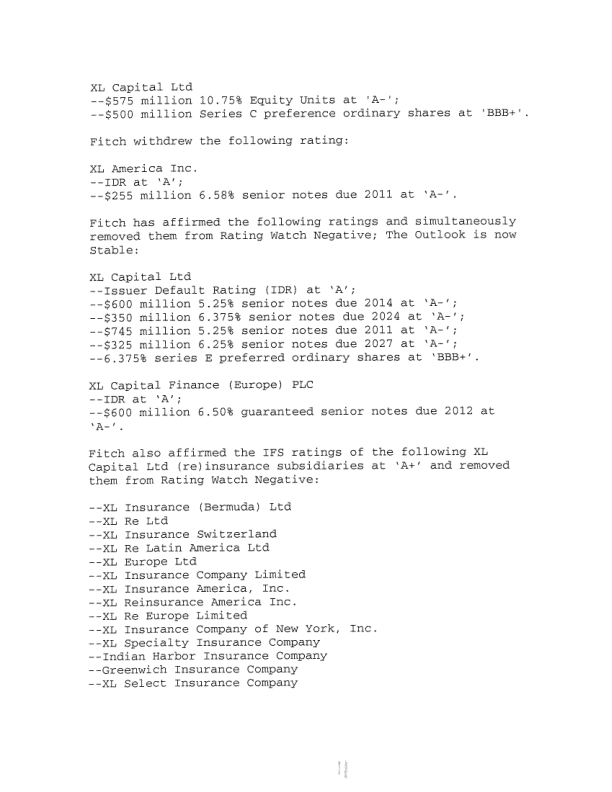 XL Capital Ltd
--$575 million 10.75% Equity Units at 'A-';
--$500 million Series C preference ordinary shares at 'BBB+'.
Fitch withdrew the following rating:
XL America Inc.
--IDR at ‘A’;
--$255 million 6.58% senior notes due 2011 at ‘A-’.
Fitch has affirmed the following ratings and simultaneously
removed them from Rating Watch Negative; The Outlook is now
Stable:
XL Capital Ltd
--Issuer Default Rating (IDR) at ‘A’;
--$600 million 5.25% senior notes due 2014 at ‘A-’;
--$350 million 6.375% senior notes due 2024 at ‘A-’;
--$745 million 5.25% senior notes due 2011 at ‘A-’;
--$325 million 6.25% senior notes due 2027 at ‘A-’;
--6.375% series E preferred ordinary shares at ‘BBB+’.
XL Capital Finance (Europe) PLC
--IDR at ‘A’;
--$600 million 6.50% guaranteed senior notes due 2012 at
‘A-’.
Fitch also affirmed the IFS ratings of the following XL
Capital Ltd (re)insurance subsidiaries at ‘A+’ and removed
them from Rating Watch Negative:
--XL Insurance (Bermuda) Ltd
--XL Re Ltd
--XL Insurance Switzerland
--XL Re Latin America Ltd
--XL Europe Ltd
--XL Insurance Company Limited
--XL Insurance America, Inc.
--XL Reinsurance America Inc.
--XL Re Europe Limited
--XL Insurance Company of New York, Inc.
--XL Specialty Insurance Company
--Indian Harbor Insurance Company
--Greenwich Insurance Company
--XL Select Insurance Company
11